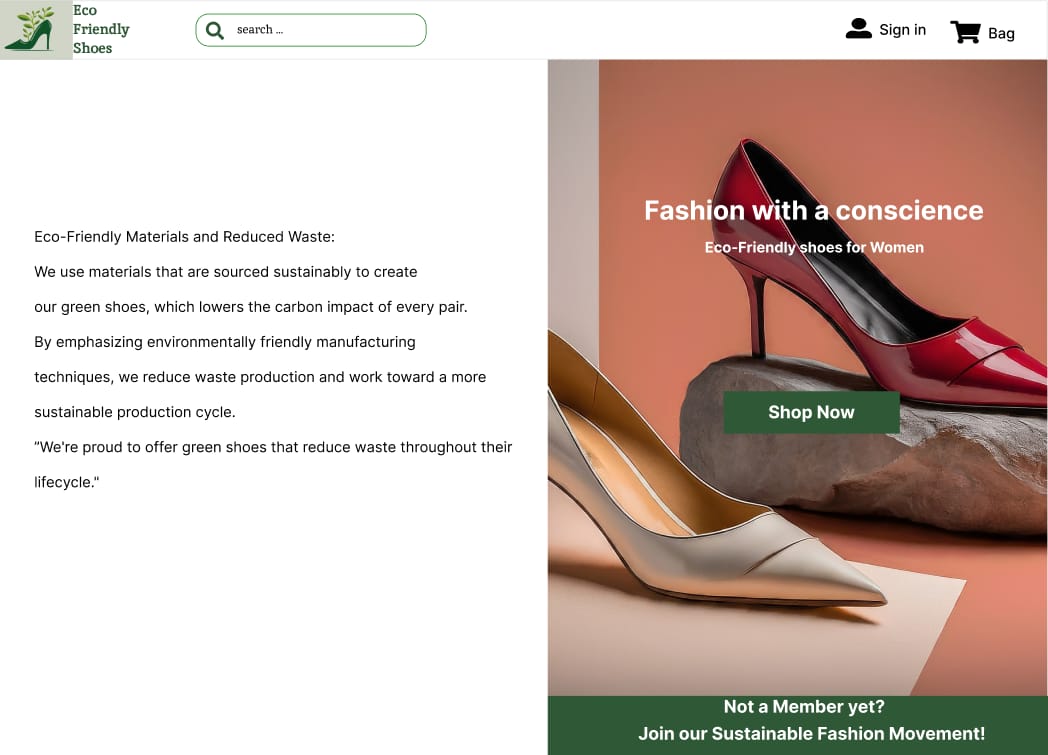 Eco
Friendly
Shoes
search ...
Sign in
Bag
Eco-Friendly Materials and Reduced Waste:
We use materials that are sourced sustainably to create
our green shoes, which lowers the carbon impact of every pair.
By emphasizing environmentally friendly manufacturing
techniques, we reduce waste production and work toward a more
sustainable production cycle.
“We're proud to offer green shoes that reduce waste throughout their
lifecycle."
Fashion with a conscience
Eco-Friendly shoes for Women
Shop Now
Not a Member yet?
Join our Sustainable Fashion Movement!